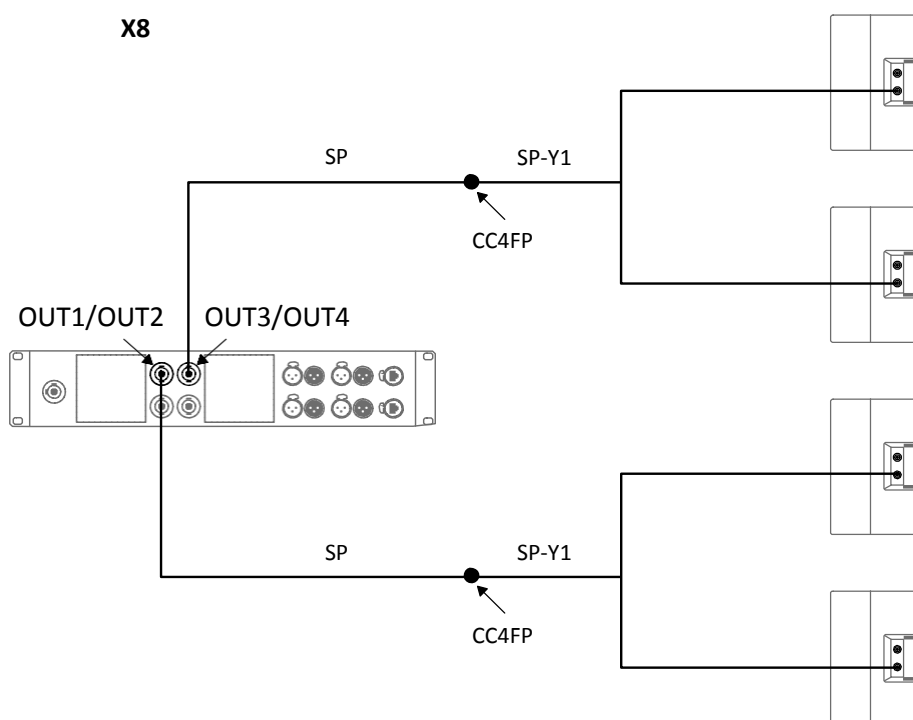 X8
SP
SP-Y1
CC4FP
OUT1/OUT2
OUT3/OUT4
SP
SP-Y1
CC4FP